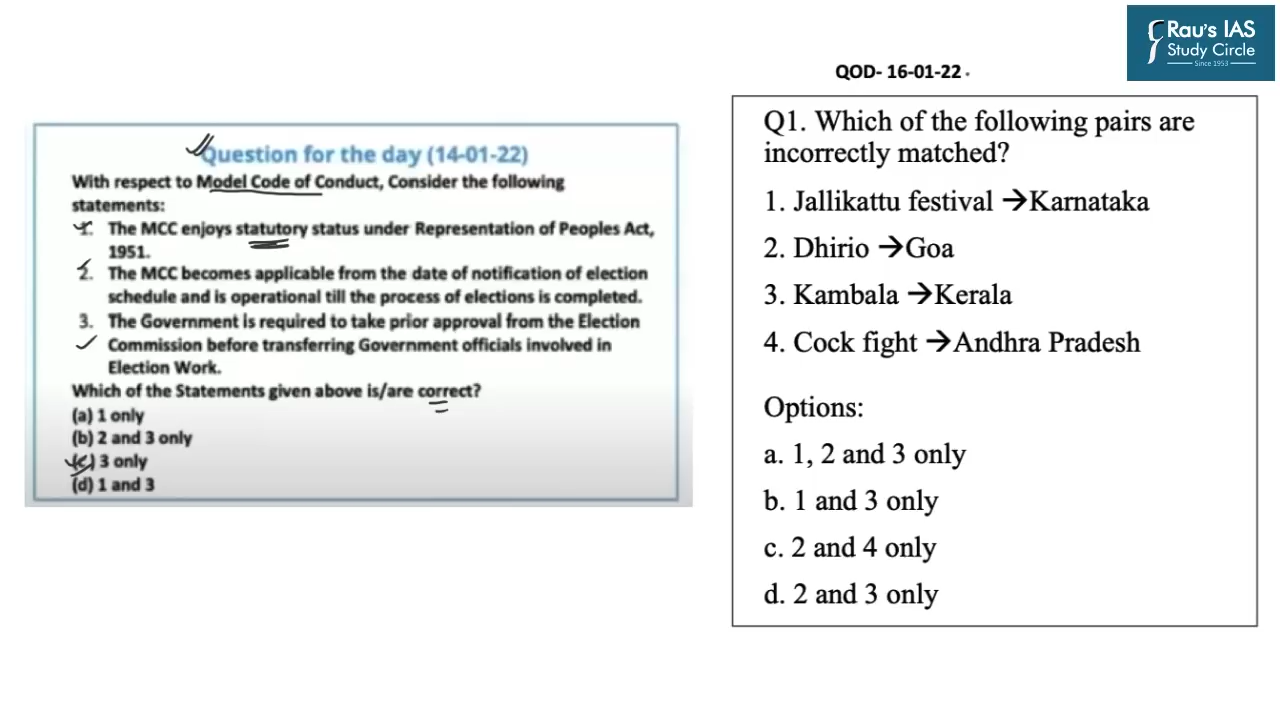 Rau's IAS
Study Circle
Since 1953
QOD- 16-01-22
Question for the day (14-01-22)
With respect to Model Code of Conduct, Consider the following
statements:
1. The MCC enjoys statutory status under Representation of Peoples Act,
1951.
2. The MCC becomes applicable from the date of notification of election
schedule and is operational till the process of elections is completed.
3. The Government is required to take prior approval from the Election
Commission before transferring Government officials involved in
Election Work.
Which of the Statements given above is/are correct?
(a) 1 only
(b) 2 and 3 only
(c) 3 only
(d) 1 and 3
Q1. Which of the following pairs are
incorrectly matched?
1. Jallikattu festival →Karnataka
2. Dhirio →Goa
3. Kambala →Kerala
4. Cock fight →Andhra Pradesh
Options:
a. 1, 2 and 3 only
b. 1 and 3 only
c. 2 and 4 only
d. 2 and 3 only